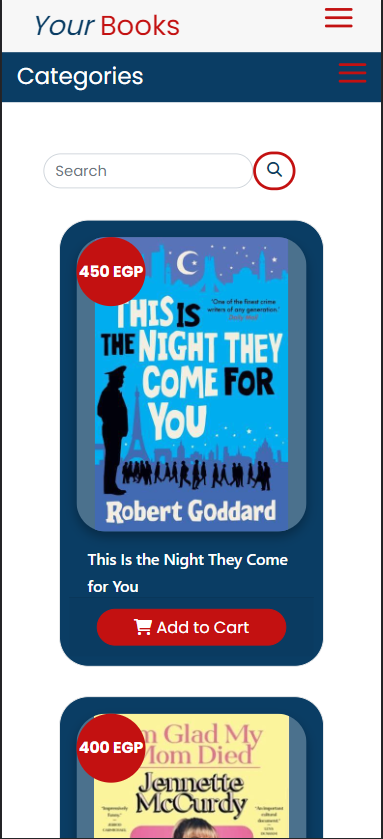 Your Books
Categories
Search
450 EGP
THIS IS
"One of the finest crime
writers of any generation."
Daily Mail
THE NIGHT THEY
COME FOR
YOU
Robert Goddard
This Is the Night They Come
for You
Add to Cart
400 EGP
m Glad My
Mom Died
Jennette
McCurdy